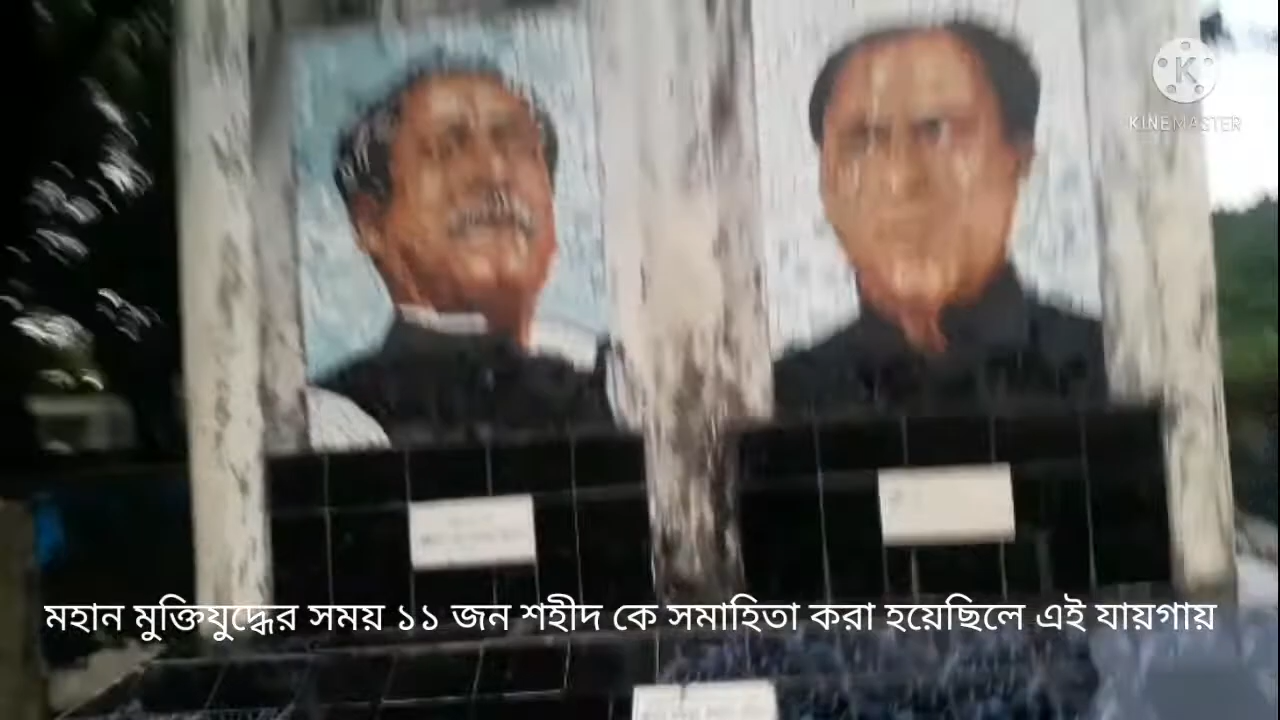 KINEMASTER
মহান মুক্তিযুদ্ধের সময় ১১ জন শহীদ কে সমাহিতা করা হয়েছিলে এই যায়গায়